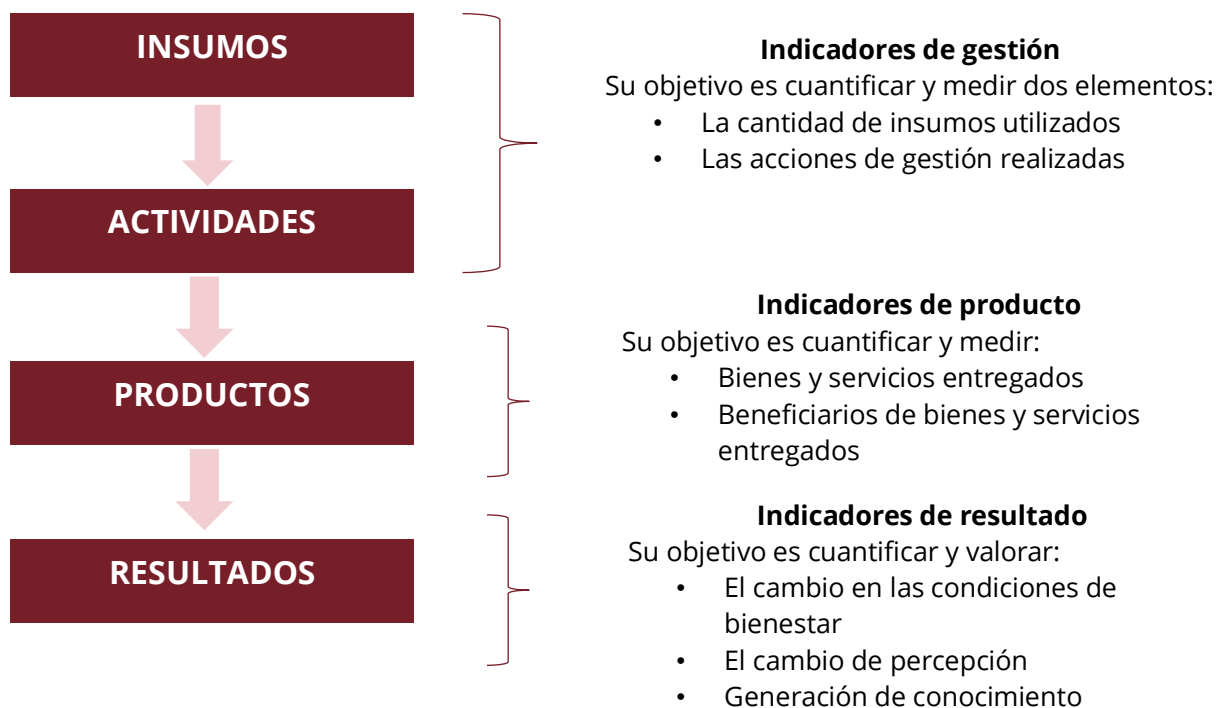 INSUMOS
ACTIVIDADES
PRODUCTOS
RESULTADOS
Indicadores de gestión
Su objetivo es cuantificar y medir dos elementos:
• La cantidad de insumos utilizados
• Las acciones de gestión realizadas
Indicadores de producto
Su objetivo es cuantificar y medir:
• Bienes y servicios entregados
• Beneficiarios de bienes y servicios
entregados
Indicadores de resultado
Su objetivo es cuantificar y valorar:
• El cambio en las condiciones de
bienestar
• El cambio de percepción
• Generación de conocimiento